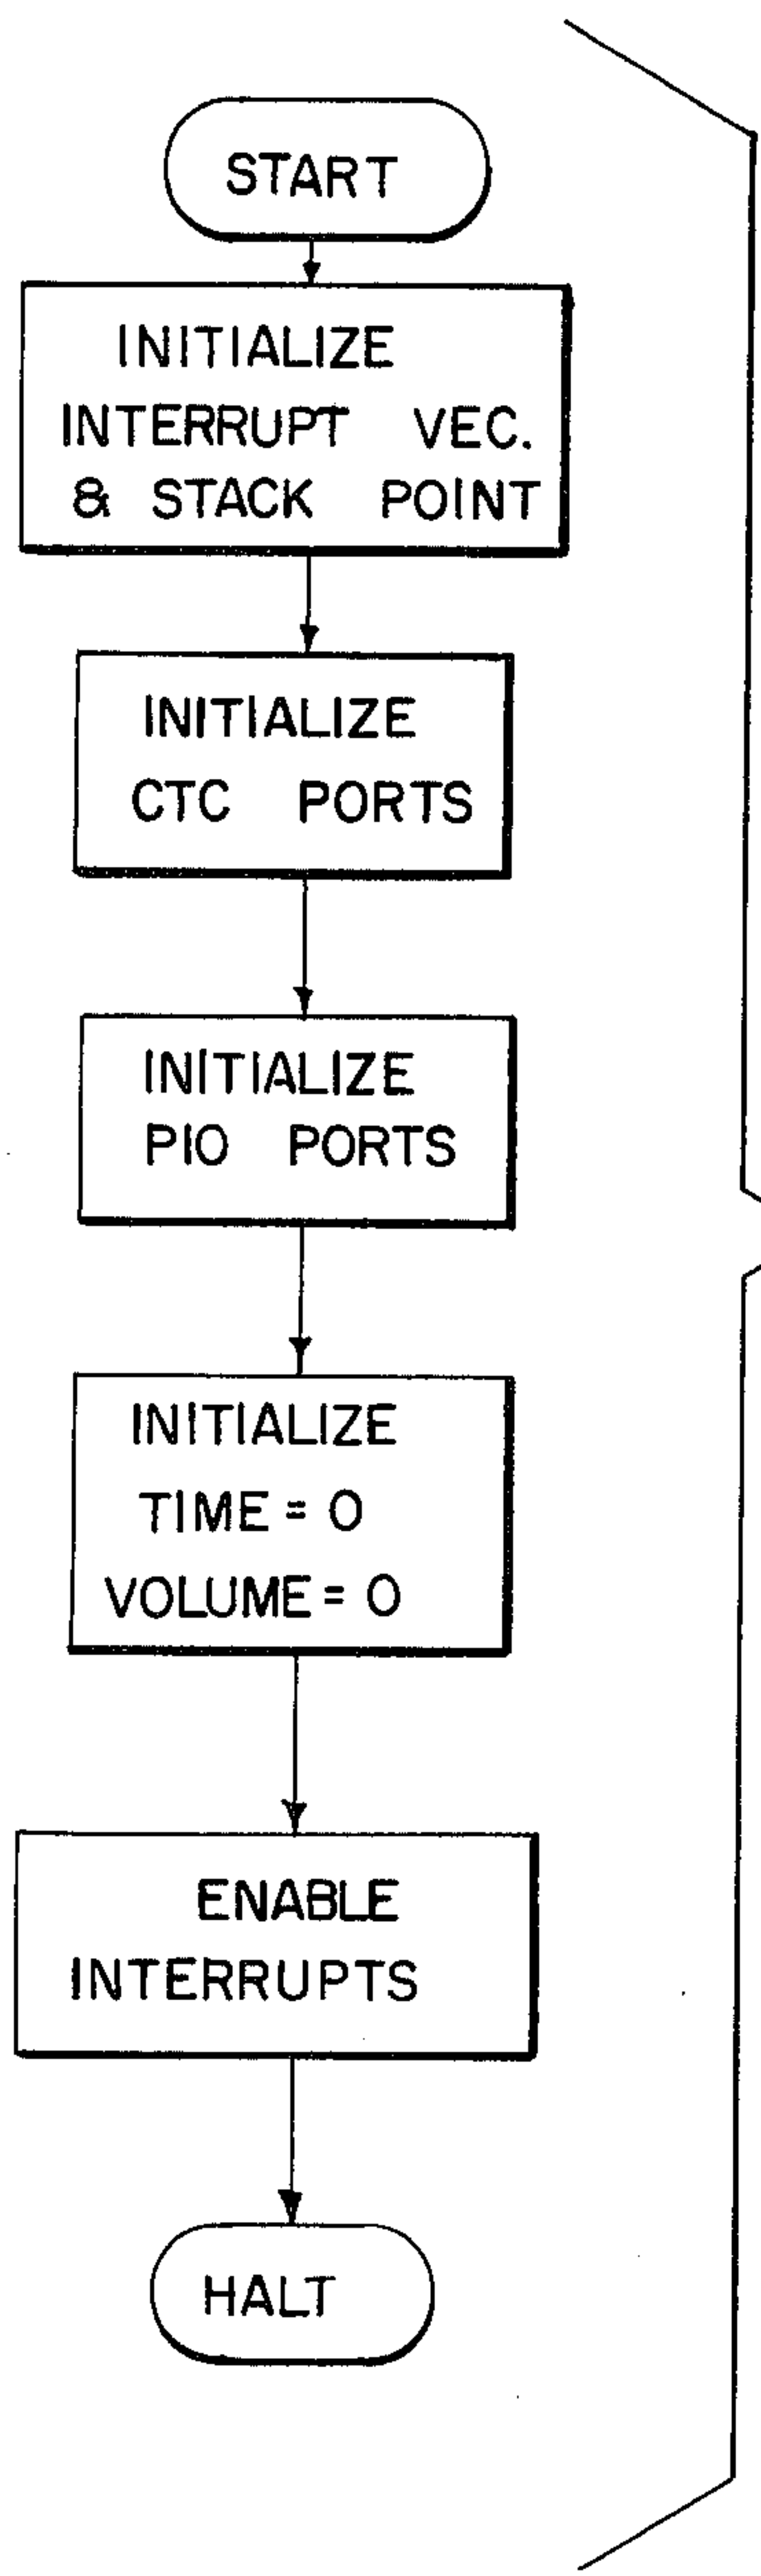 START
INITIALIZE
INTERRUPT VEC.
& STACK POINT
INITIALIZE
CTC PORTS
INITIALIZE
PIO PORTS
INITIALIZE
TIME = 0
VOLUME = 0
ENABLE
INTERRUPTS
HALT